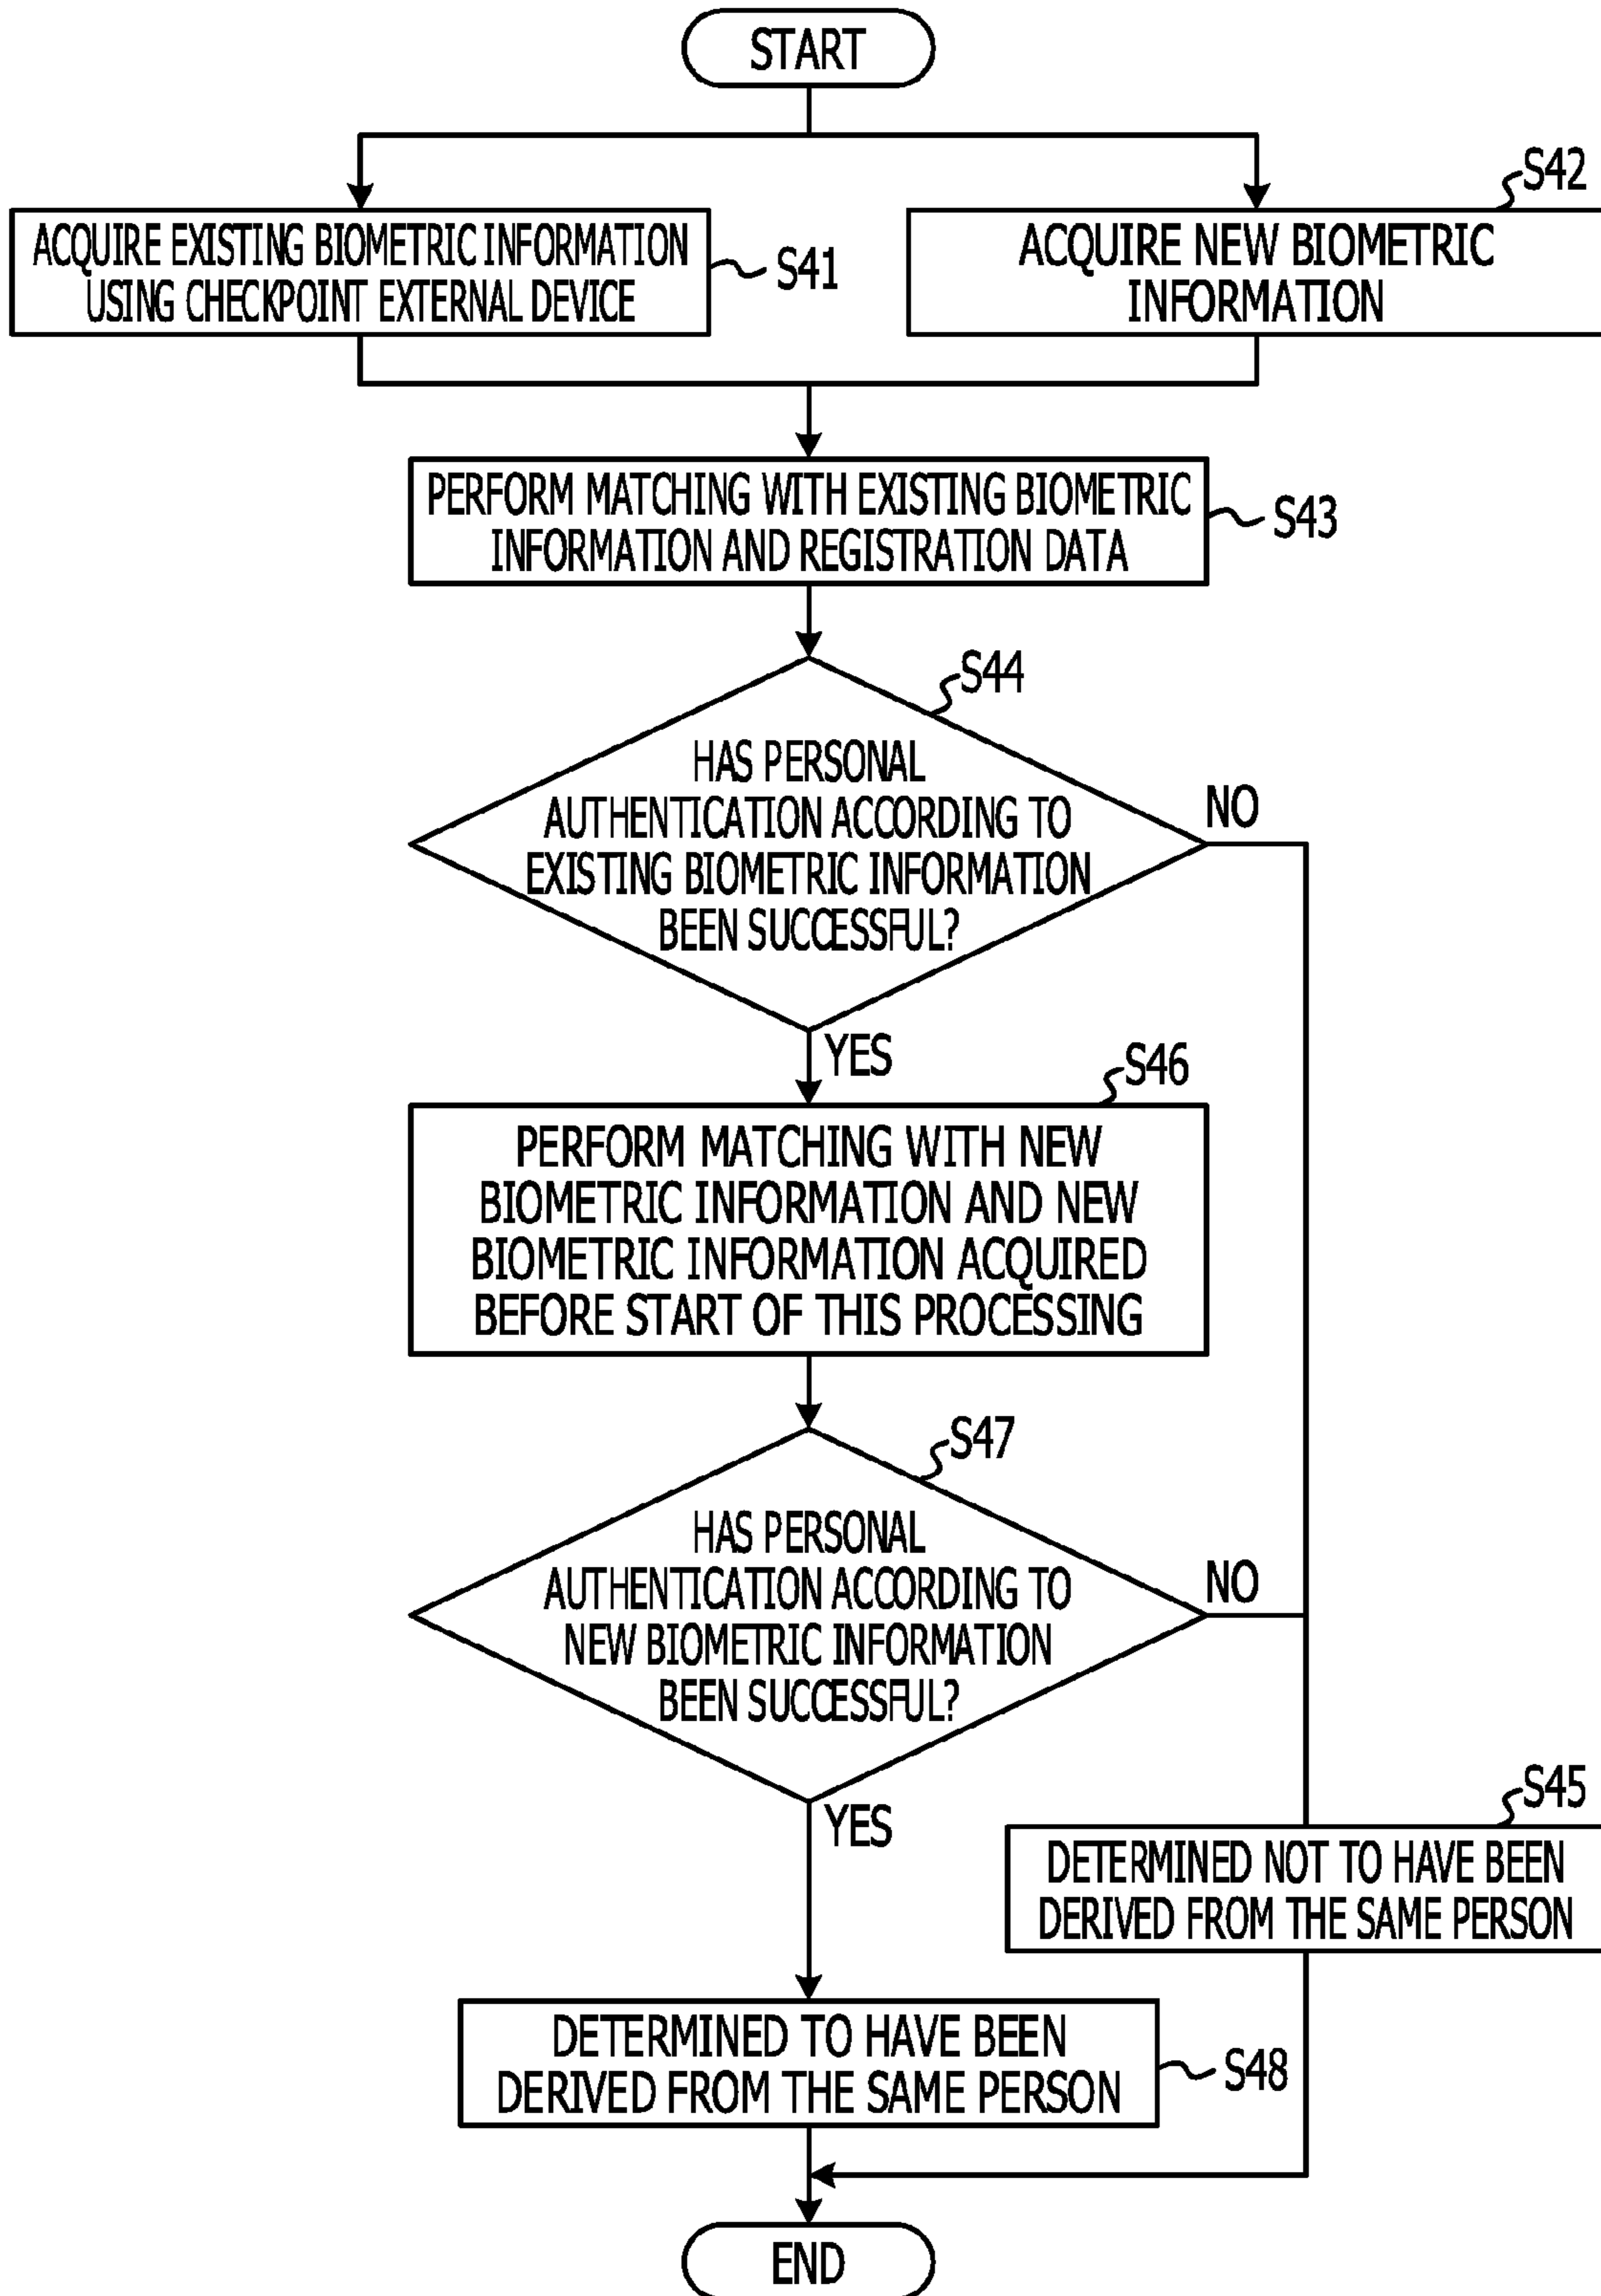 START
S42
ACQUIRE EXISTING BIOMETRIC INFORMATION
USING CHECKPOINT EXTERNAL DEVICE
S41
ACQUIRE NEW BIOMETRIC
INFORMATION
PERFORM MATCHING WITH EXISTING BIOMETRIC
INFORMATION AND REGISTRATION DATA
S43
S44
HAS PERSONAL
AUTHENTICATION ACCORDING TO
EXISTING BIOMETRIC INFORMATION
BEEN SUCCESSFUL?
NO
YES
S46
PERFORM MATCHING WITH NEW
BIOMETRIC INFORMATION AND NEW
BIOMETRIC INFORMATION ACQUIRED
BEFORE START OF THIS PROCESSING
S47
HAS PERSONAL
AUTHENTICATION ACCORDING TO
NEW BIOMETRIC INFORMATION
BEEN SUCCESSFUL?
NO
YES
S45
DETERMINED NOT TO HAVE BEEN
DERIVED FROM THE SAME PERSON
DETERMINED TO HAVE BEEN
DERIVED FROM THE SAME PERSON
S48
END